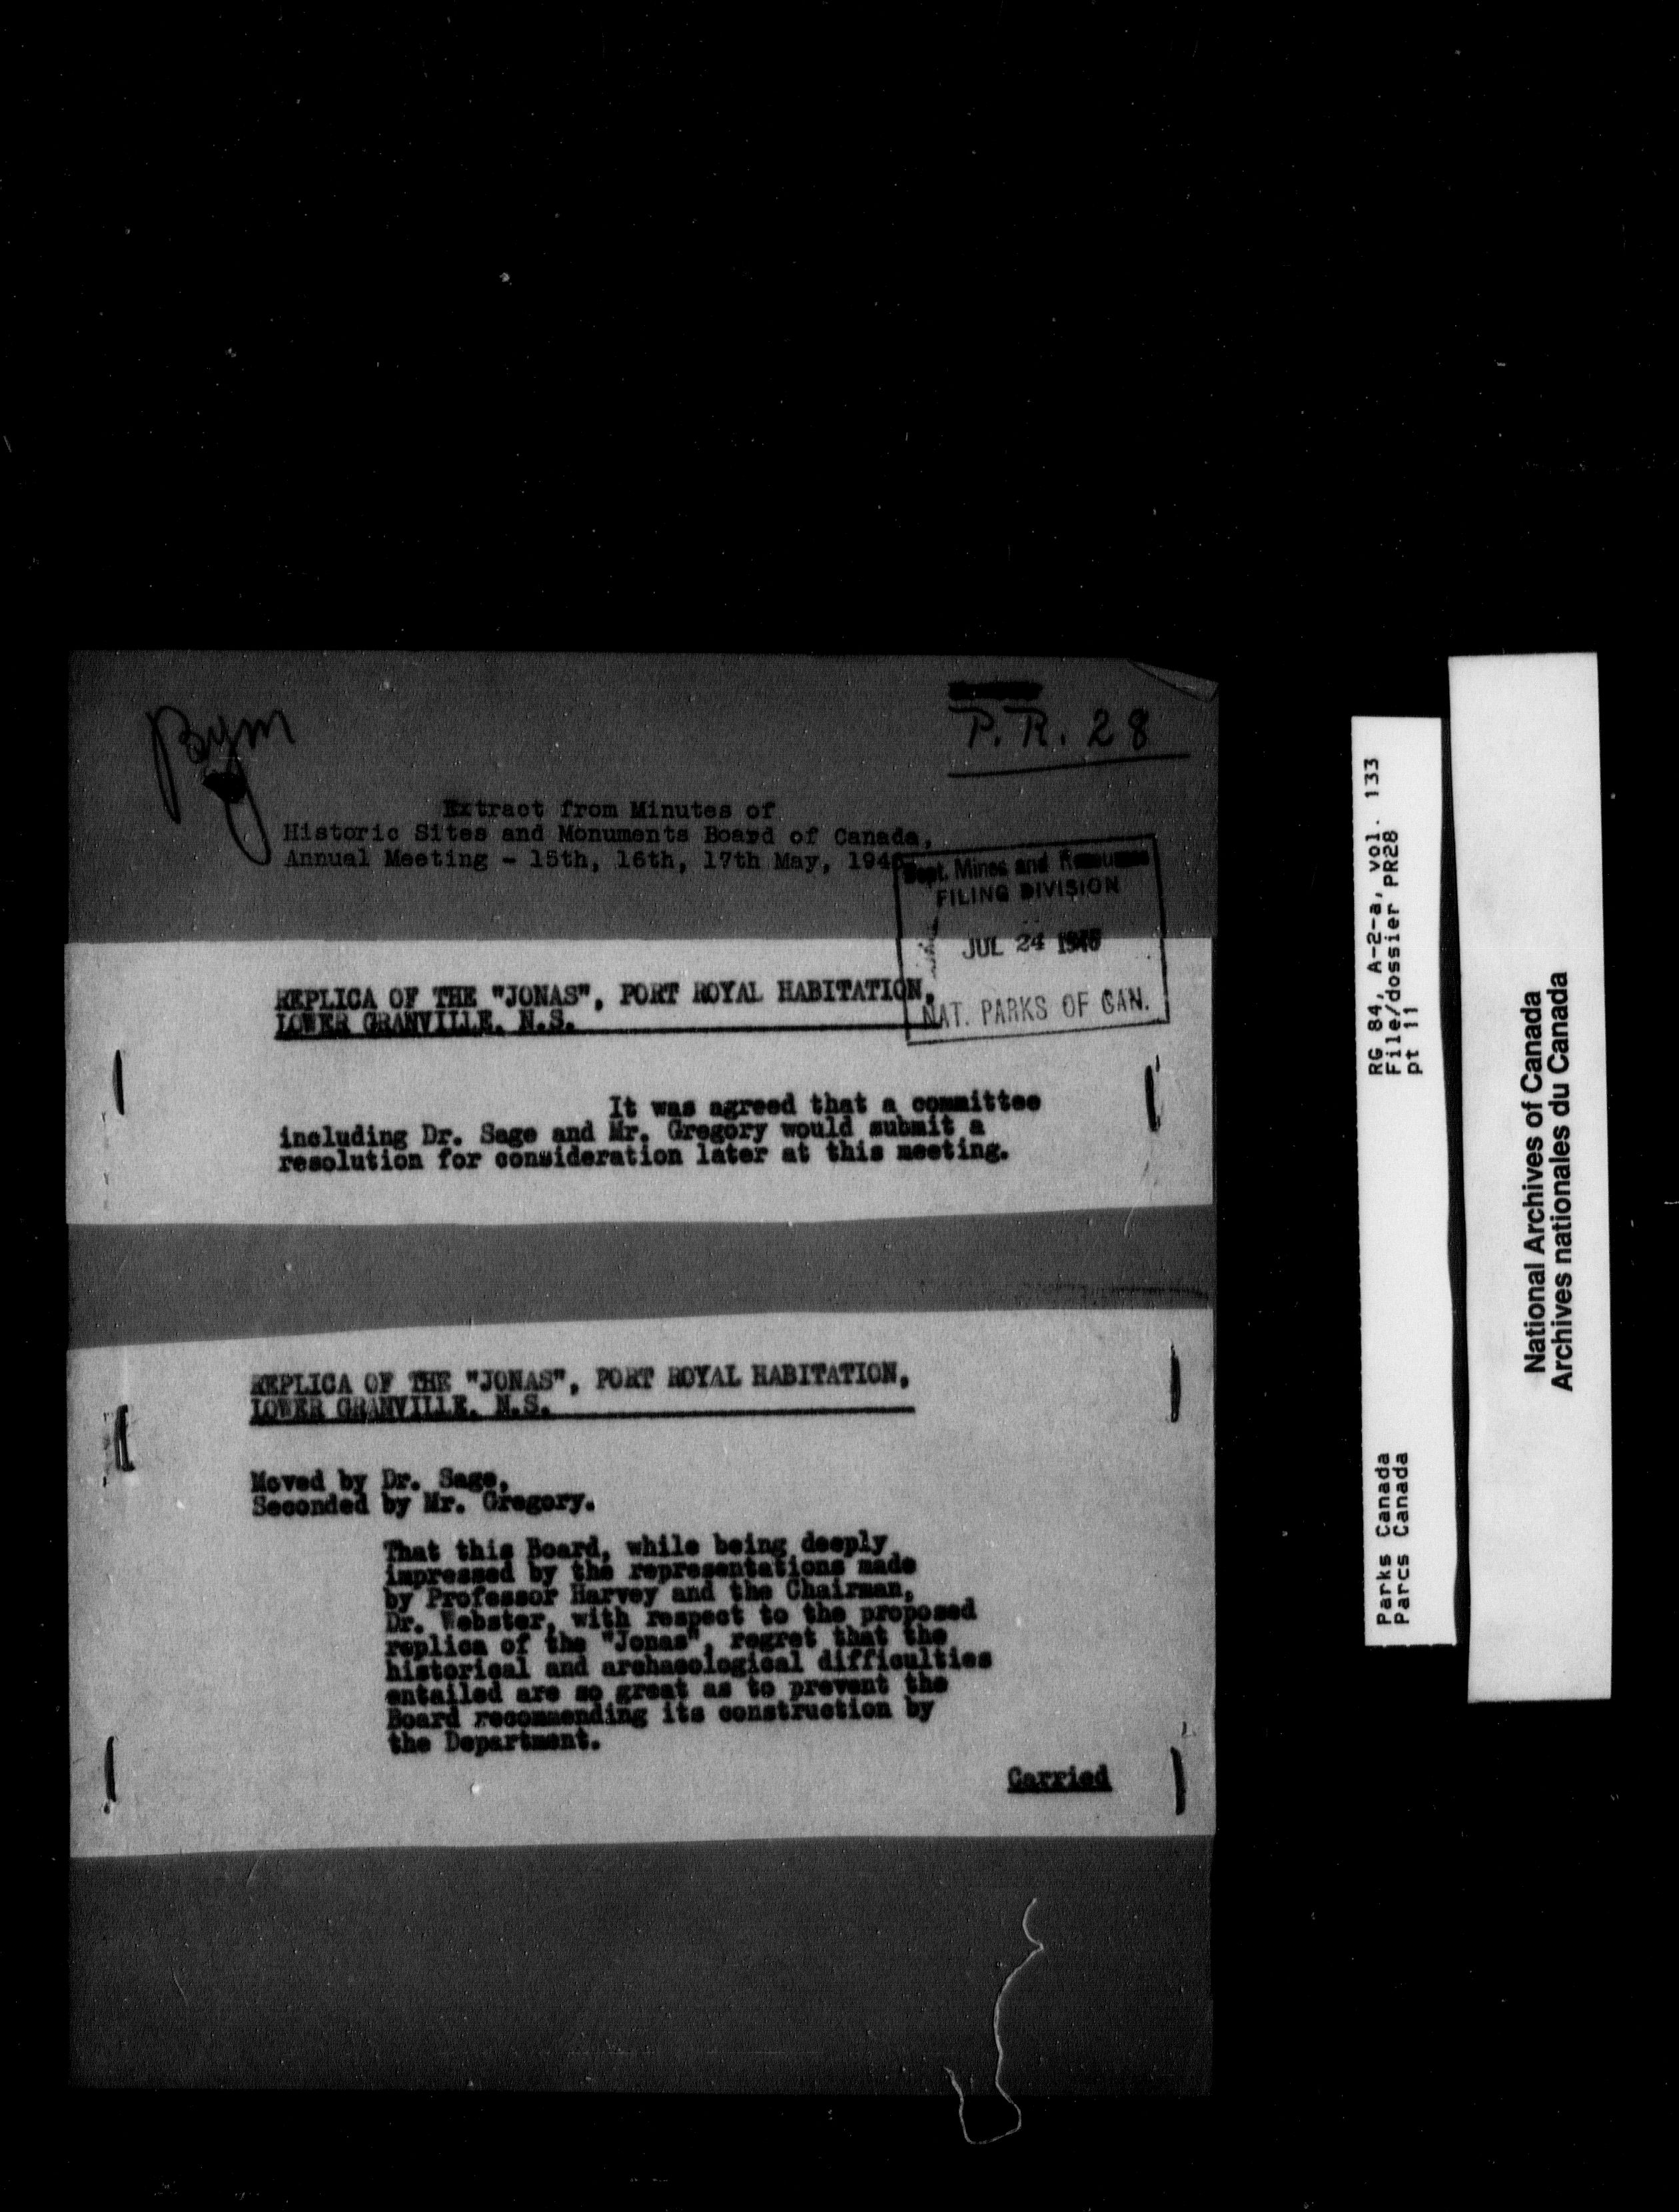 Bym
P. R. 28
Extract from Minutes of
Historic Sites and Monuments Board of Canada,
Annual Meeting - 15th, 16th, 17th May,
Dept. Mines and Resources
FILING DIVISION
JUL 24
NAT. PARKS OF CAN.
REPLICA OF THE "JONAS", PORT ROYAL HABITATION,
LOWER GRANVILLE, N.S.
It was agreed that a committee
including Dr. Sage and Mr. Gregory would submit a
resolution for consideration later at this meeting.
REPLICA OF THE "JONAS", PORT ROYAL HABITATION,
LOWER GRANVILLE, N.S.
Moved by Dr. Sage,
Seconded by Mr. Gregory.
That this Board, while being deeply
impressed by the representations made
by Professor Harvey and the Chairman,
Dr. Webster, with respect to the proposed
replica of the "Jonas", regret that the
historical and archaeological difficulties
entailed are so great as to prevent the
Board recommending its construction by
the Department.
Carried
RG 84, A-2-a, vol. 133
File/dossier PR28
pt 11
Parks Canada
Parcs Canada
National Archives of Canada
Archives nationales du Canada